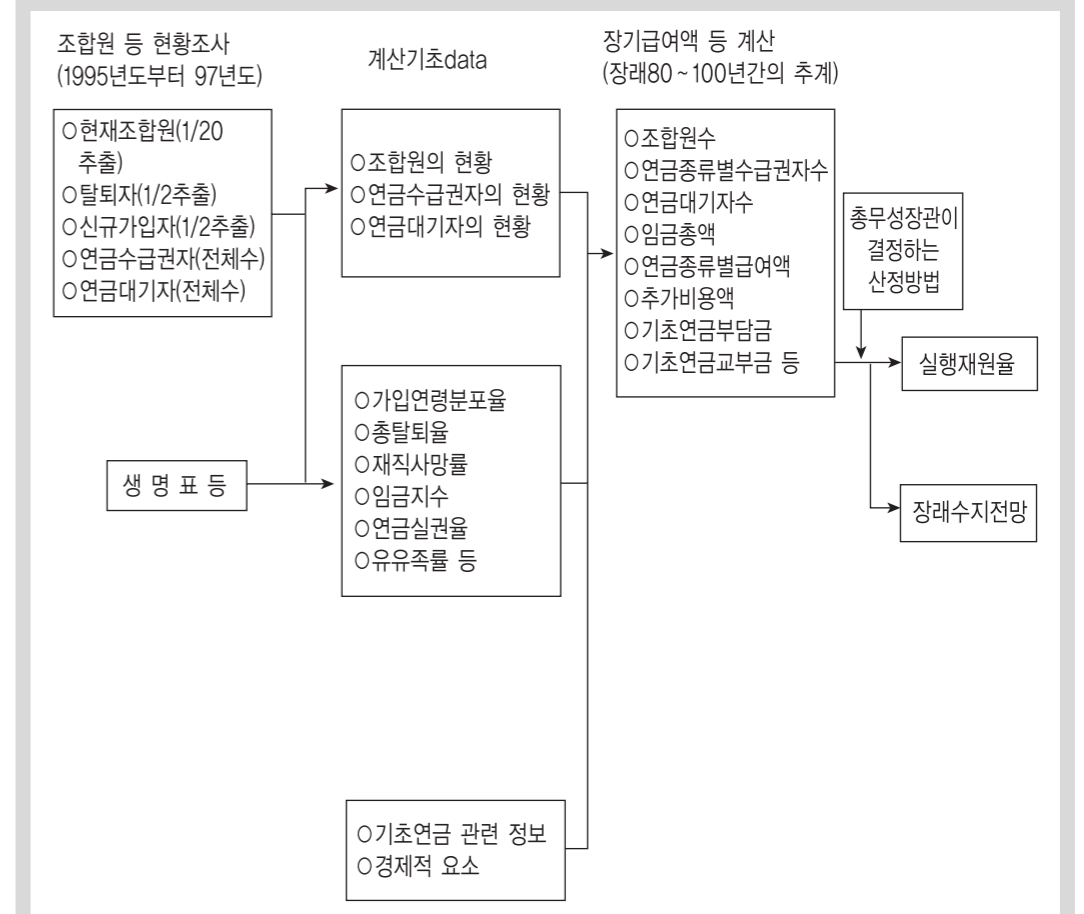 조합원 등 현황조사
(1995년도부터 97년도)
○현재조합원(1/20
추출)
○탈퇴자(1/2추출)
○신규가입자(1/2추출)
○연금수급권자(전체수)
○연금대기자(전체수)
생 명 표 등
계산기초data
○조합원의 현황
○연금수급권자의 현황
○연금대기자의 현황
○가입연령분포율
○총탈퇴율
○재직사망률
○임금지수
○연금실권율
○유유족률 등
○기초연금 관련 정보
○경제적 요소
장기급여액 등 계산
(장래80~100년간의 추계)
○조합원수
○연금종류별수급권자수
○연금대기자수
○임금총액
○연금종류별급여액
○추가비용액
○기초연금부담금
○기초연금교부금 등
총무성장관이
결정하는
산정방법
실행재원율
장래수지전망